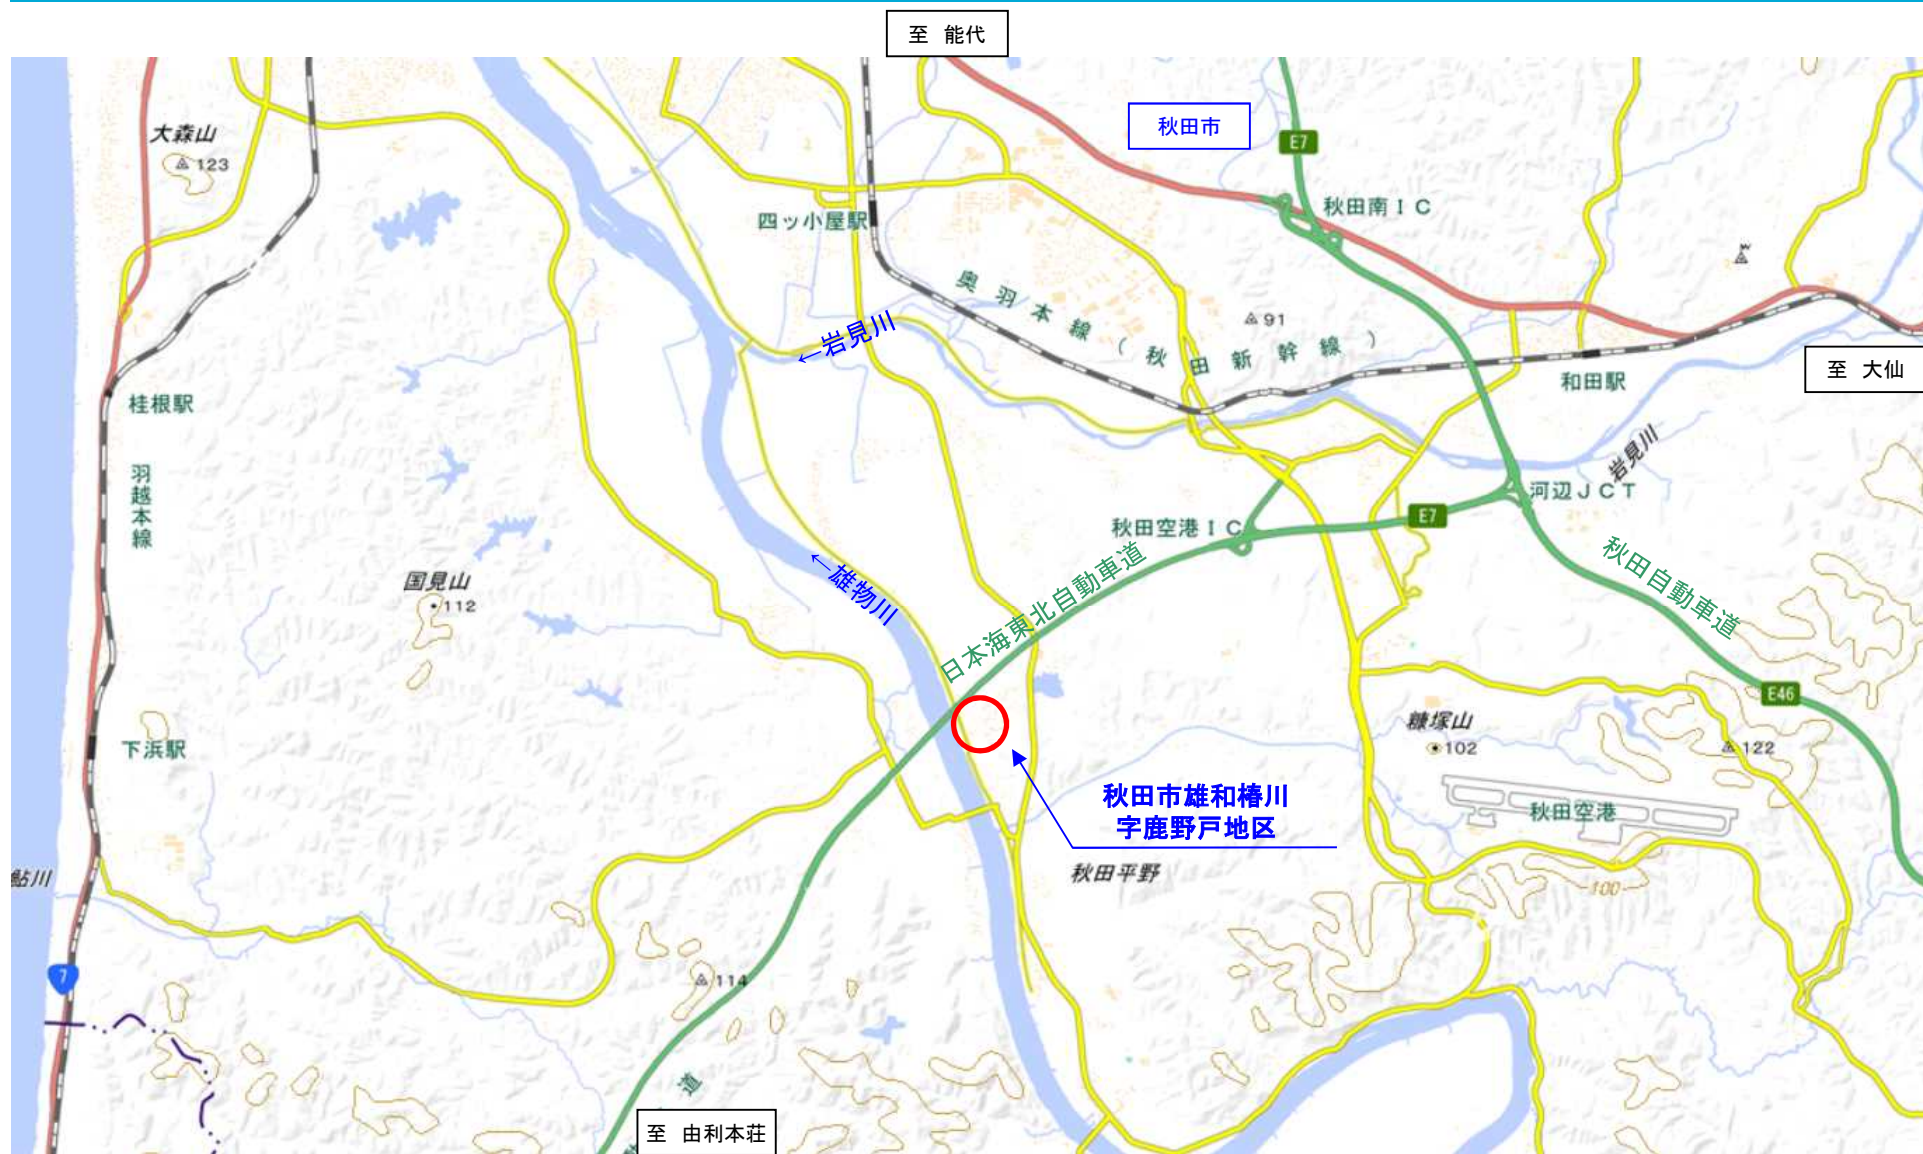 至 能代
秋田市
大森山
123
E7
秋田南IC
四ッ小屋駅
奥羽本線(秋田新幹線)
91
←岩見川
至 大仙
和田駅
桂根駅
岩見川
羽越本線
河辺JCT
秋田空港IC
E7
日本海東北自動車道
秋田自動車道
国見山
112
←雄物川
E46
糠塚山
102
122
下浜駅
秋田市雄和椿川
字鹿野戸地区
秋田空港
秋田平野
鮎川
100
7
114
道
至 由利本荘